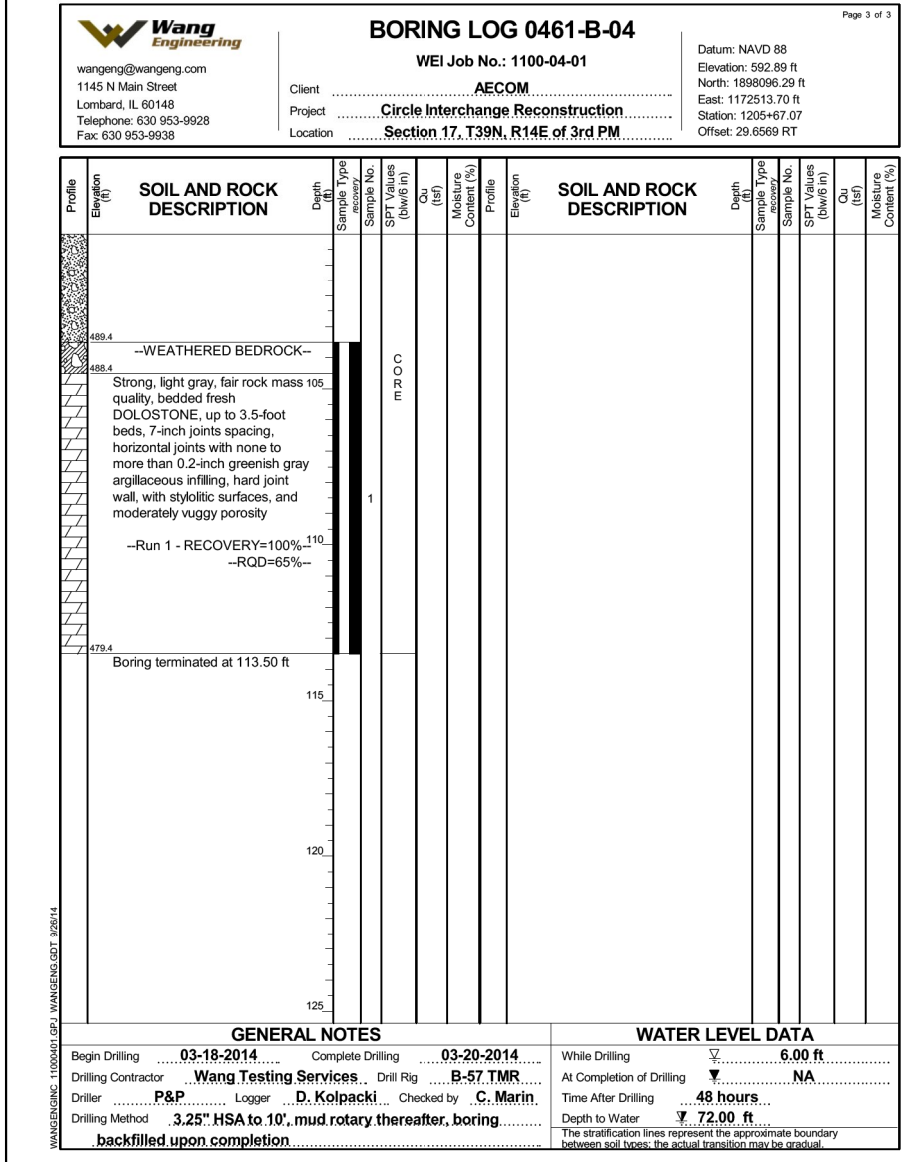 Page 3 of 3
Wang
Engineering
wangeng@wangeng.com
1145 N Main Street
Lombard, IL 60148
Telephone: 630 953-9928
Fax: 630 953-9938
BORING LOG 0461-B-04
WEI Job No.: 1100-04-01
Client AECOM
Project Circle Interchange Reconstruction
Location Section 17, T39N, R14E of 3rd PM
Datum: NAVD 88
Elevation: 592.89 ft
North: 1898096.29 ft
East: 1172513.70 ft
Station: 1205+67.07
Offset: 29.6569 RT
Profile
Elevation
(ft)
SOIL AND ROCK
DESCRIPTION
Depth
(ft)
Sample Type
recovery
Sample No.
SPT Values
(blw/6 in)
Qu
(tsf)
Moisture
Content (%)
Profile
Elevation
(ft)
SOIL AND ROCK
DESCRIPTION
Depth
(ft)
Sample Type
recovery
Sample No.
SPT Values
(blw/6 in)
Qu
(tsf)
Moisture
Content (%)
489.4
--WEATHERED BEDROCK--
488.4
C
O
R
E
Strong, light gray, fair rock mass 105
quality, bedded fresh
DOLOSTONE, up to 3.5-foot
beds, 7-inch joints spacing,
horizontal joints with none to
more than 0.2-inch greenish gray
argillaceous infilling, hard joint
wall, with stylolitic surfaces, and
moderately vuggy porosity
1
--Run 1 - RECOVERY=100%-- 110
--RQD=65%--
479.4
Boring terminated at 113.50 ft
115
120
125
GENERAL NOTES
Begin Drilling 03-18-2014 Complete Drilling 03-20-2014
Drilling Contractor Wang Testing Services Drill Rig B-57 TMR
Driller P&P Logger D. Kolpacki Checked by C. Marin
Drilling Method 3.25" HSA to 10', mud rotary thereafter, boring
backfilled upon completion
WATER LEVEL DATA
While Drilling 6.00 ft
At Completion of Drilling NA
Time After Drilling 48 hours
Depth to Water 72.00 ft
The stratification lines represent the approximate boundary
between soil types; the actual transition may be gradual.
WANGENGINC 11000401.GPJ WANGENG.GDT 9/26/14